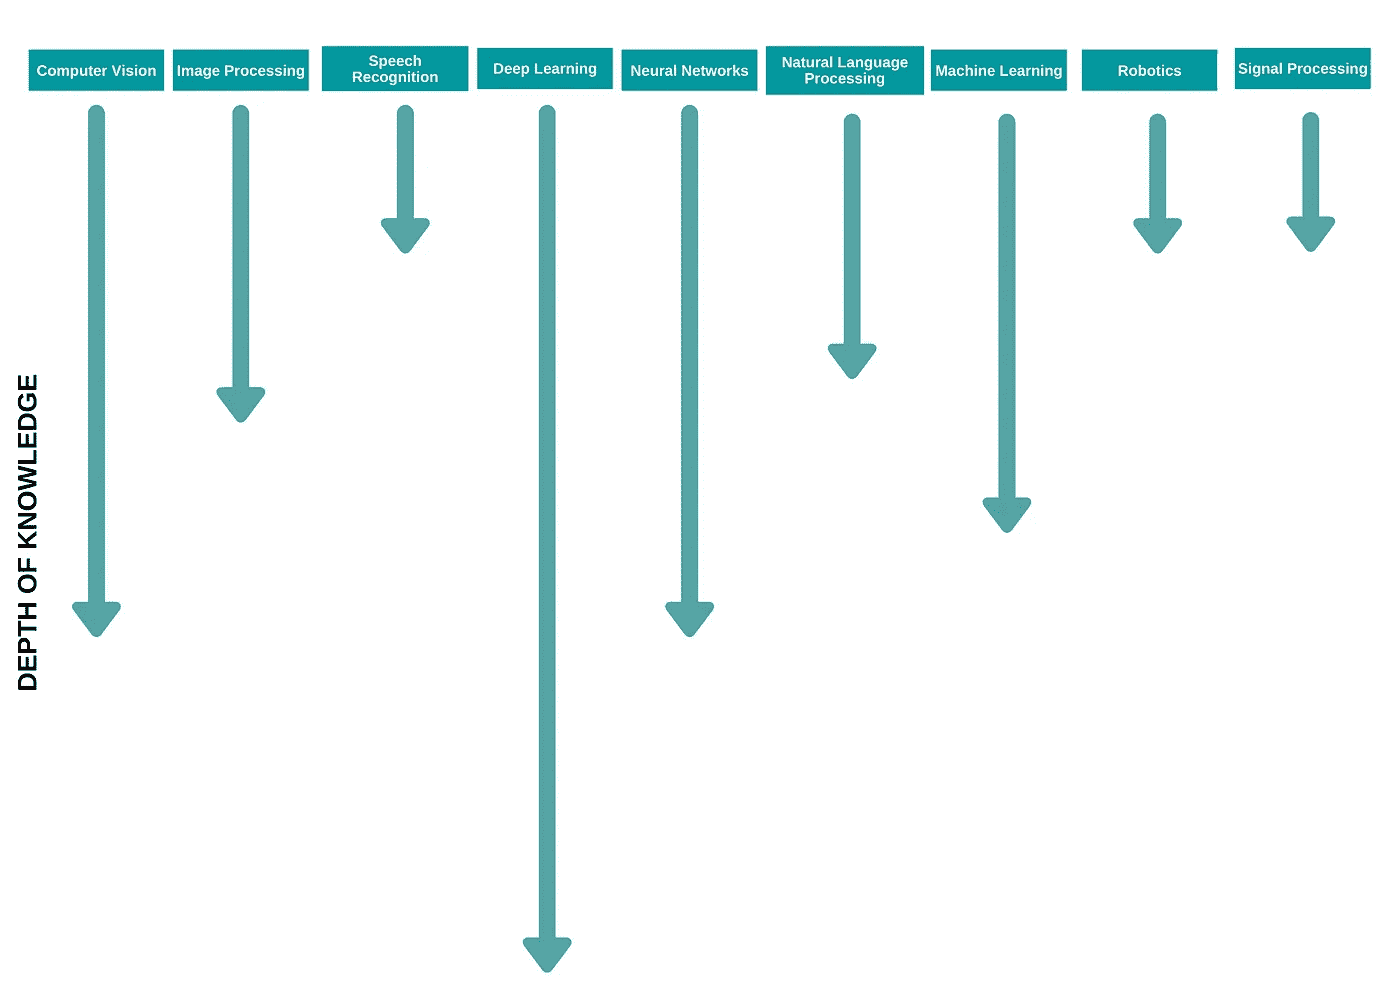 Computer Vision
Image Processing
Speech
Recognition
Deep Learning
Neural Networks
Natural Language
Processing
Machine Learning
Robotics
Signal Processing
DEPTH OF KNOWLEDGE